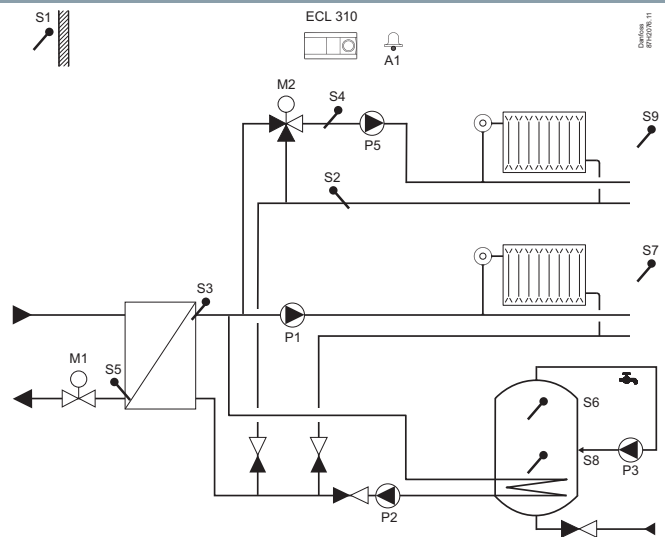 S1
ECL 310
A1
Danfoss
87H2076.11
M2
S4
P5
S9
S2
S7
S3
P1
M1
S5
S6
S8
P3
P2